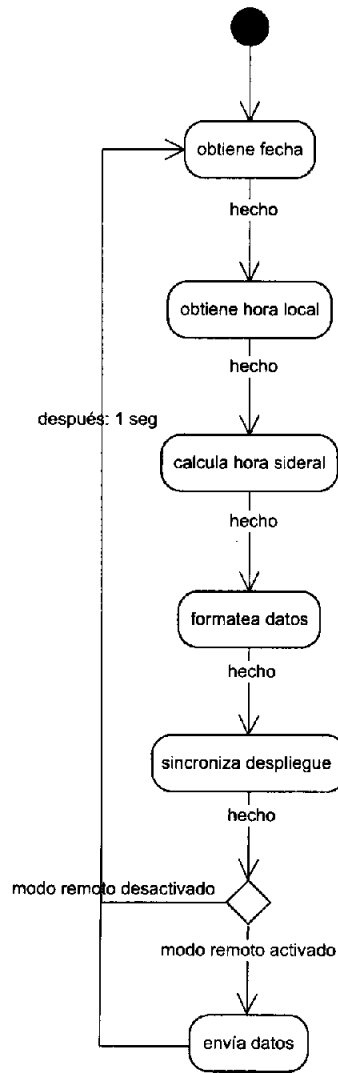 obtiene fecha
hecho
obtiene hora local
hecho
después: 1 seg
calcula hora sideral
hecho
formatea datos
hecho
sincroniza despliegue
hecho
modo remoto desactivado
modo remoto activado
envía datos